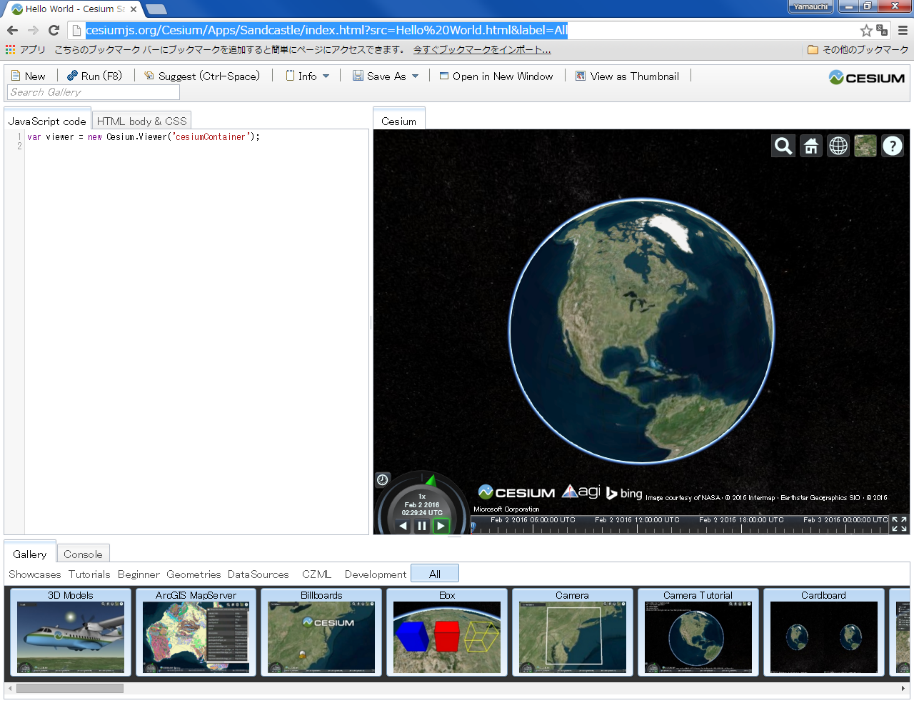 Hello World - Cesium Sa
Yamauchi
cesiumjs.org/Cesium/Apps/Sandcastle/index.html?src=Hello%20World.html&label=All
アプリ こちらのブックマーク バーにブックマークを追加すると簡単にページにアクセスできます。 今すぐブックマークをインポート... その他のブックマーク
New Run (F8) Suggest (Ctrl-Space) Info Save As Open in New Window View as Thumbnail CESIUM
Search Gallery
JavaScript code HTML body & CSS Cesium
1 var viewer = new Cesium.Viewer('cesiumContainer');
2
?
1x
Feb 2 2016
02:29:24 UTC
CESIUM agi bing Image courtesy of NASA · © 2016 Intermap · Earthstar Geographics SIO · © 2016
Microsoft Corporation
Feb 2 2016 06:00:00 UTC Feb 2 2016 12:00:00 UTC Feb 2 2016 18:00:00 UTC Feb 3 2016 00:00:00 UTC
Gallery Console
Showcases Tutorials Beginner Geometries DataSources CZML Development All
3D Models ArcGIS MapServer Billboards Box Camera Camera Tutorial Cardboard
CESIUM